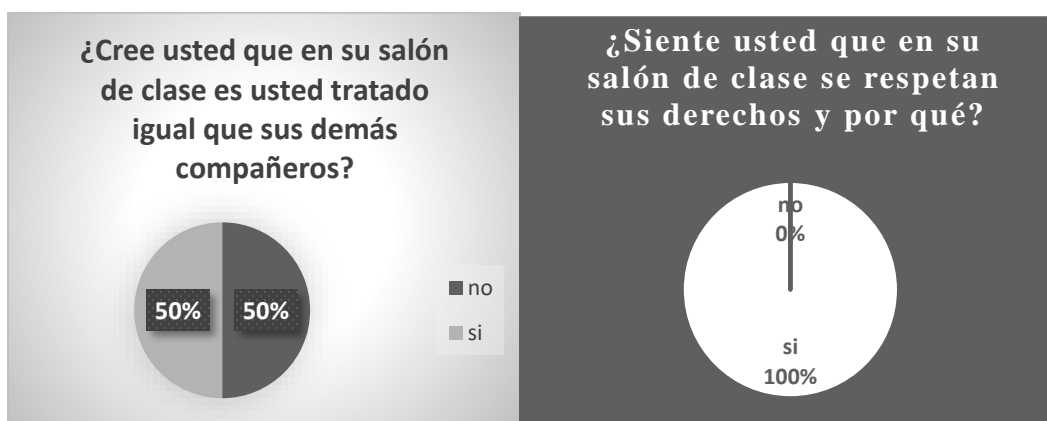 ¿Cree usted que en su salón
de clase es usted tratado
igual que sus demás
compañeros?
50%
50%
no
si
¿Siente usted que en su
salón de clase se respetan
sus derechos y por qué?
no
0%
si
100%